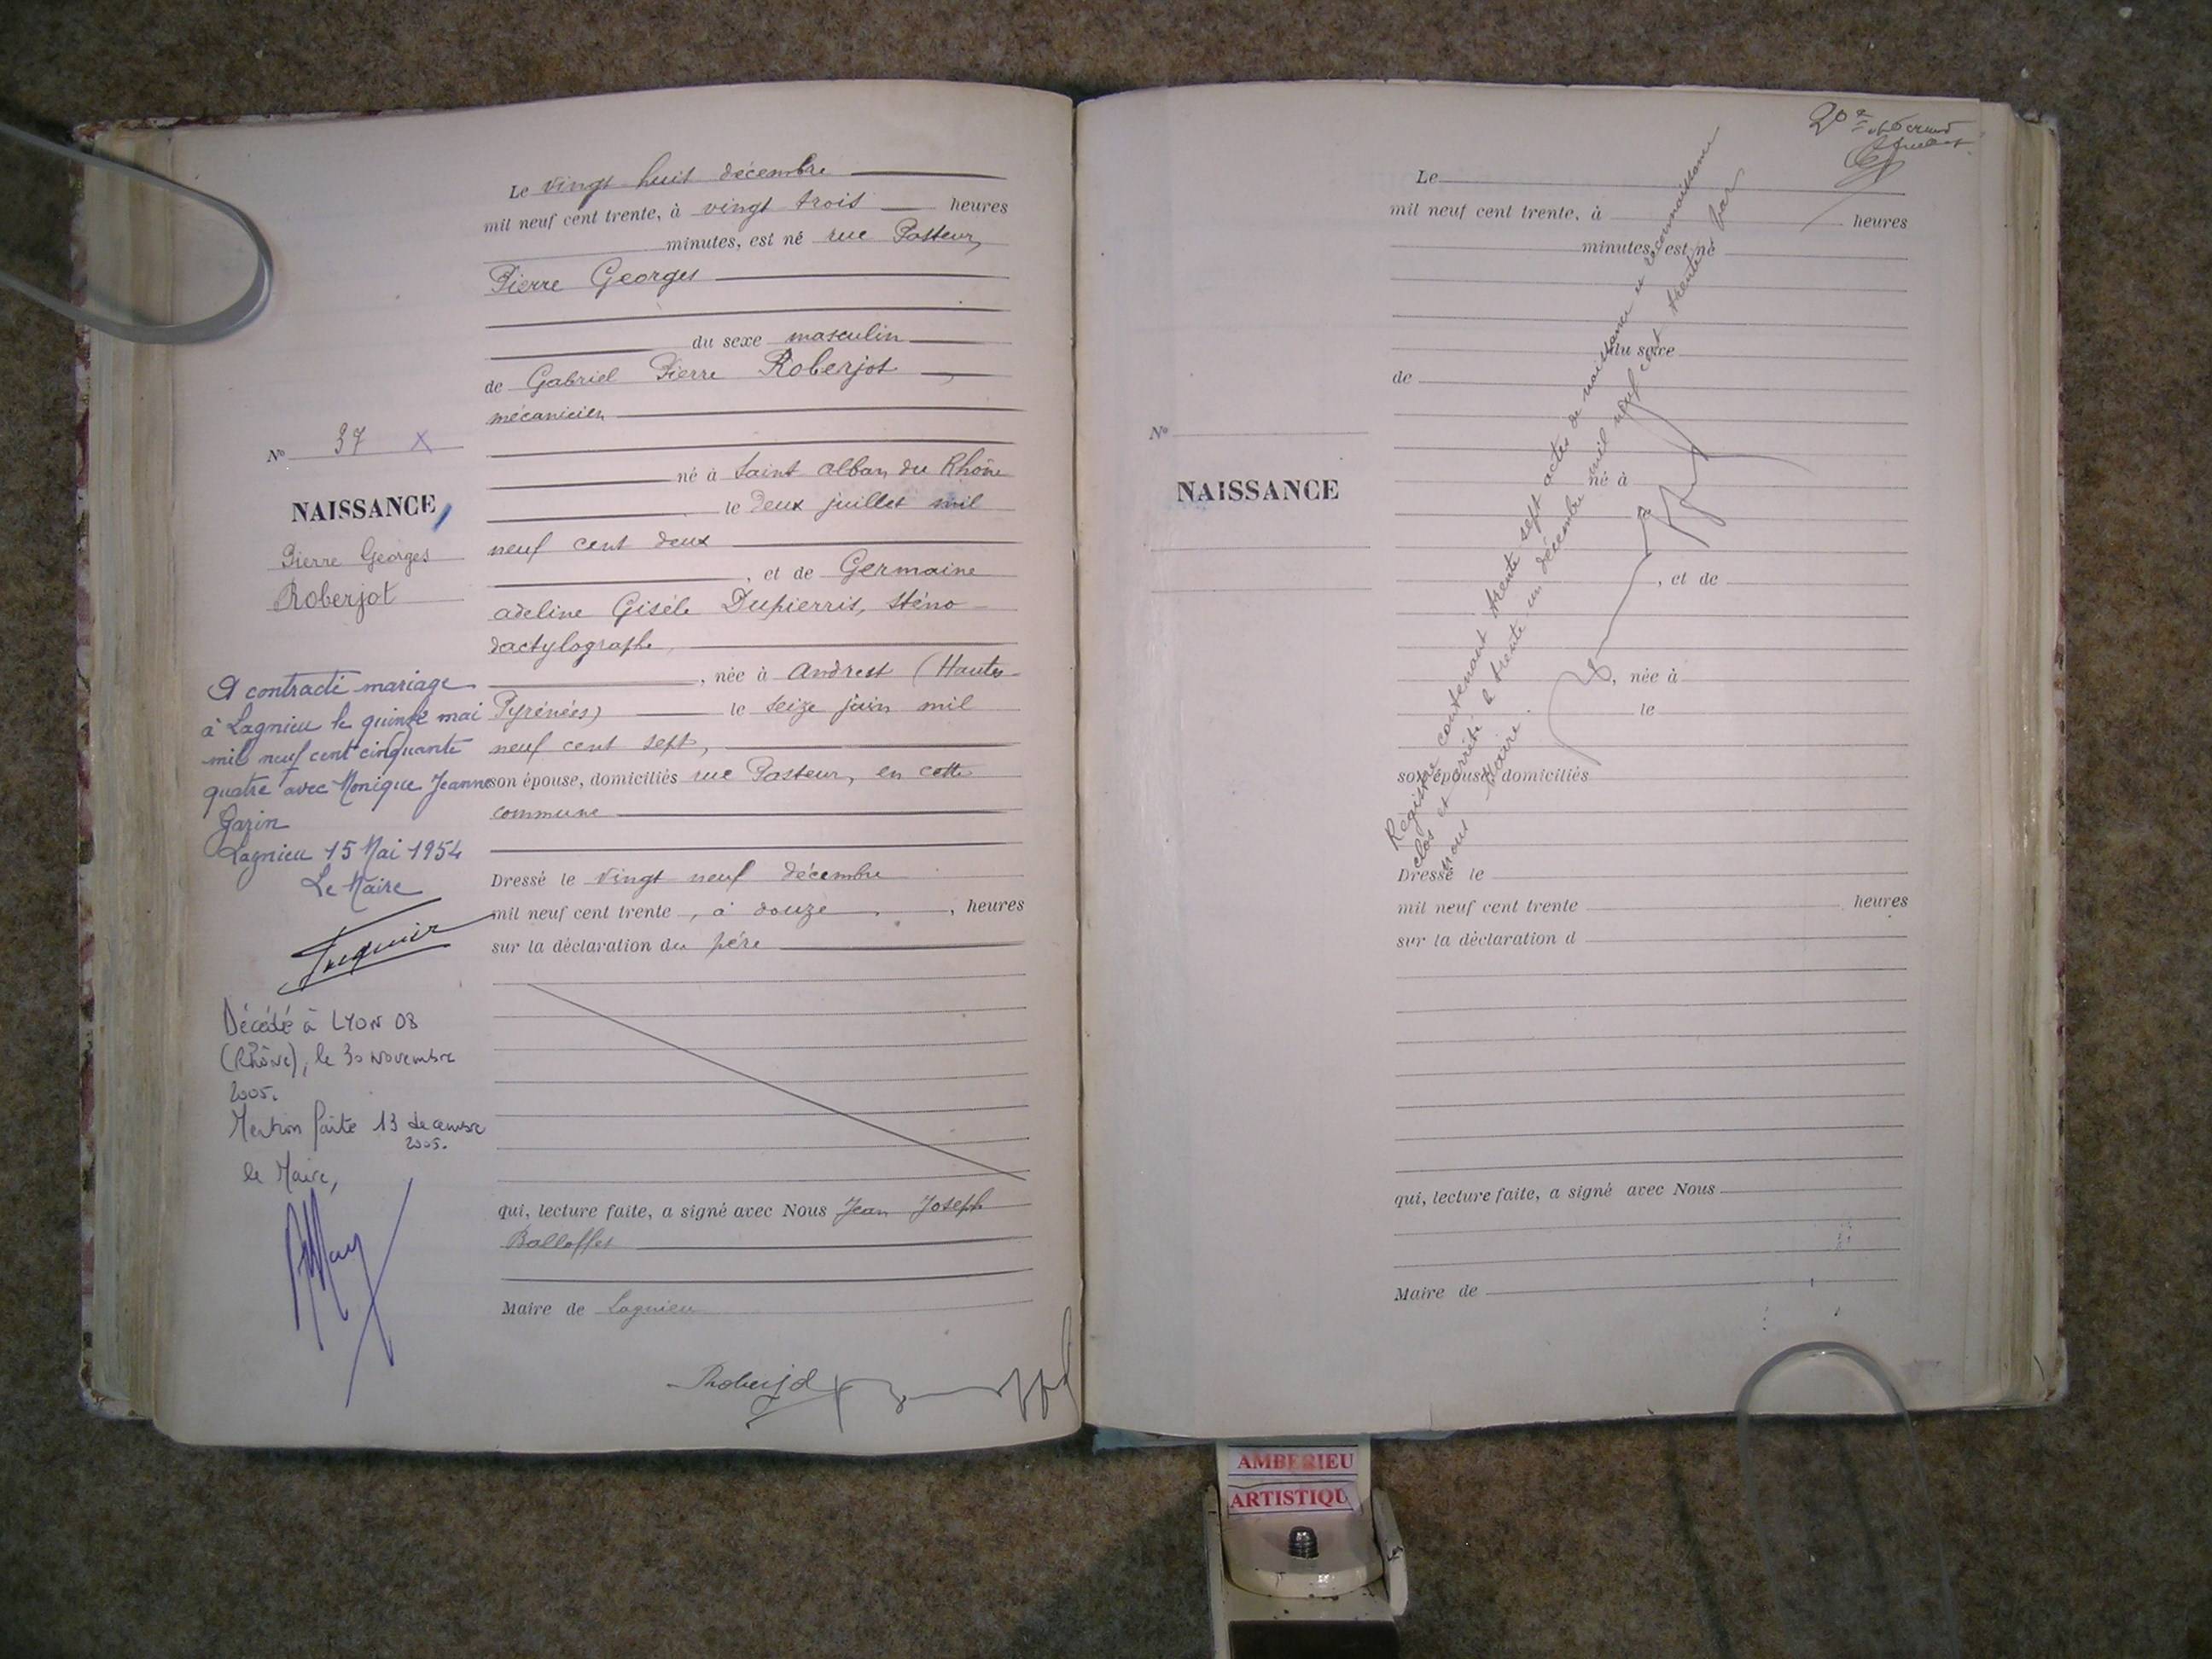 Le vingt huit décembre
mil neuf cent trente, à vingt trois heures
minutes, est né rue Pasteur,
Pierre Georges
du sexe masculin
de Gabriel Pierre Roberjot,
mécanicien
né à Saint Alban du Rhône
le deux juillet mil
neuf cent deux
, et de Germaine
Adeline Gisèle Dupierris, sténo-
dactylographe,
, née à Andrest (Hautes-
Pyrénées) le seize juin mil
neuf cent sept,
son épouse, domiciliés rue Pasteur, en cette
commune
Dressé le vingt neuf décembre
mil neuf cent trente, à douze, heures
sur la déclaration du père
qui, lecture faite, a signé avec Nous Jean Joseph
Balloffet
Maire de Lagnieu
Roberjot
No 37 X
NAISSANCE
Pierre Georges
Roberjot
A contracté mariage
à Lagnieu le quinze mai
mil neuf cent cinquante
quatre avec Monique Jeanne
Garin
Lagnieu 15 Mai 1954
Le Maire
Décédé à LYON 08
(Rhône), le 30 Novembre
2005.
Mention faite 13 decembre
2005.
le Maire,
20e
Le
mil neuf cent trente, à heures
minutes, est né
du sexe
de
No
NAISSANCE
né à
le
, et de
, née à
le
son épouse, domiciliés
Dressé le
mil neuf cent trente heures
sur la déclaration d
qui, lecture faite, a signé avec Nous
Maire de
Registre contenant trente sept actes de naissance et reconnaissance
clos et arrêté le trente un décembre mil neuf cent trente par
nous Maire.
AMBERIEU
ARTISTIQU